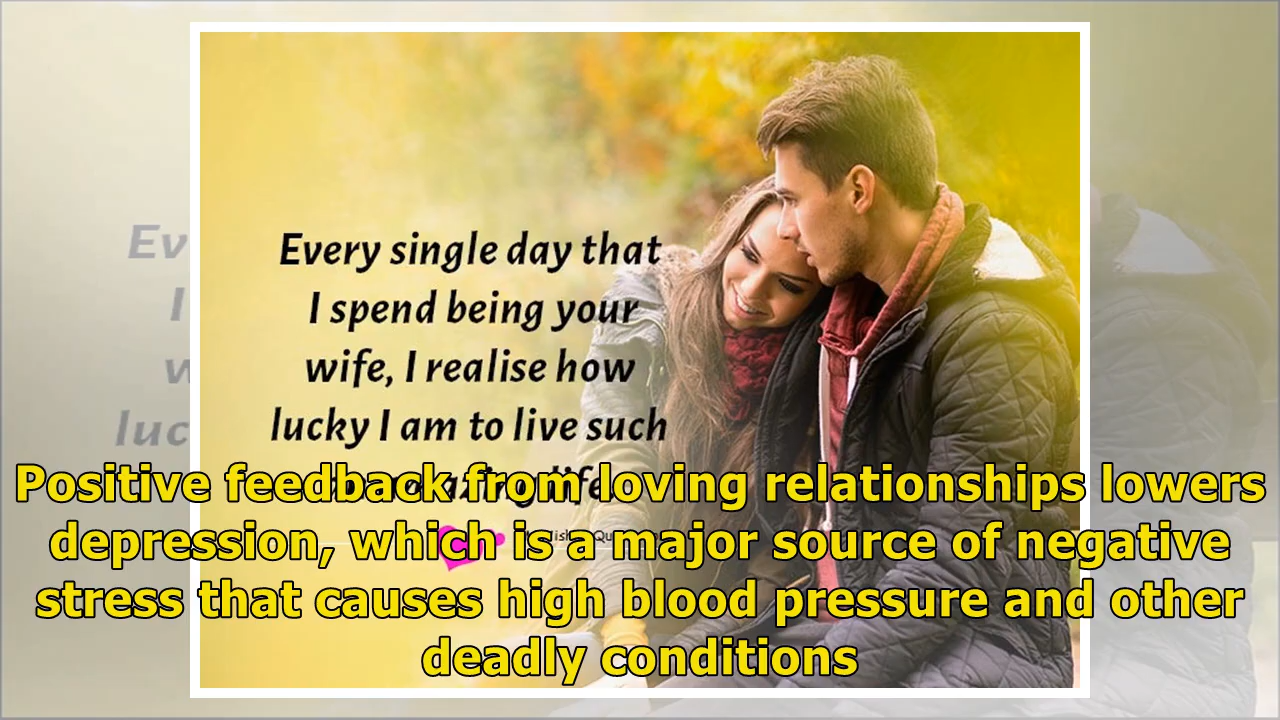 Every single day that
I spend being your
wife, I realise how
lucky I am to live such
Positive feedback from loving relationships lowers
depression, which is a major source of negative
stress that causes high blood pressure and other
deadly conditions
Ev
I
w
luc